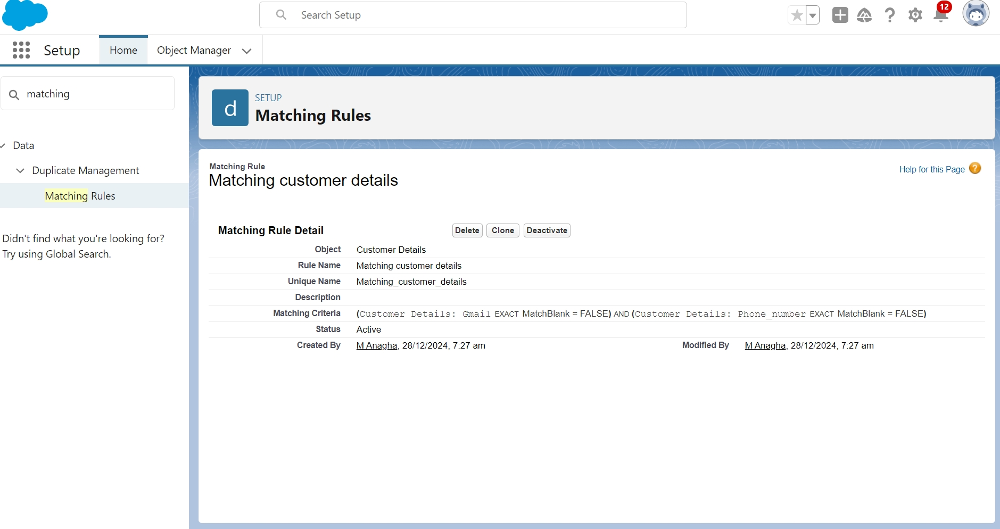 Search Setup
12
Setup
Home
Object Manager
matching
Data
Duplicate Management
Matching Rules
Didn't find what you're looking for?
Try using Global Search.
d
SETUP
Matching Rules
Matching Rule
Matching customer details
Help for this Page ?
Matching Rule Detail
Delete Clone Deactivate
Object Customer Details
Rule Name Matching customer details
Unique Name Matching_customer_details
Description
Matching Criteria (Customer Details: Gmail EXACT MatchBlank = FALSE) AND (Customer Details: Phone_number EXACT MatchBlank = FALSE)
Status Active
Created By M Anagha, 28/12/2024, 7:27 am Modified By M Anagha, 28/12/2024, 7:27 am